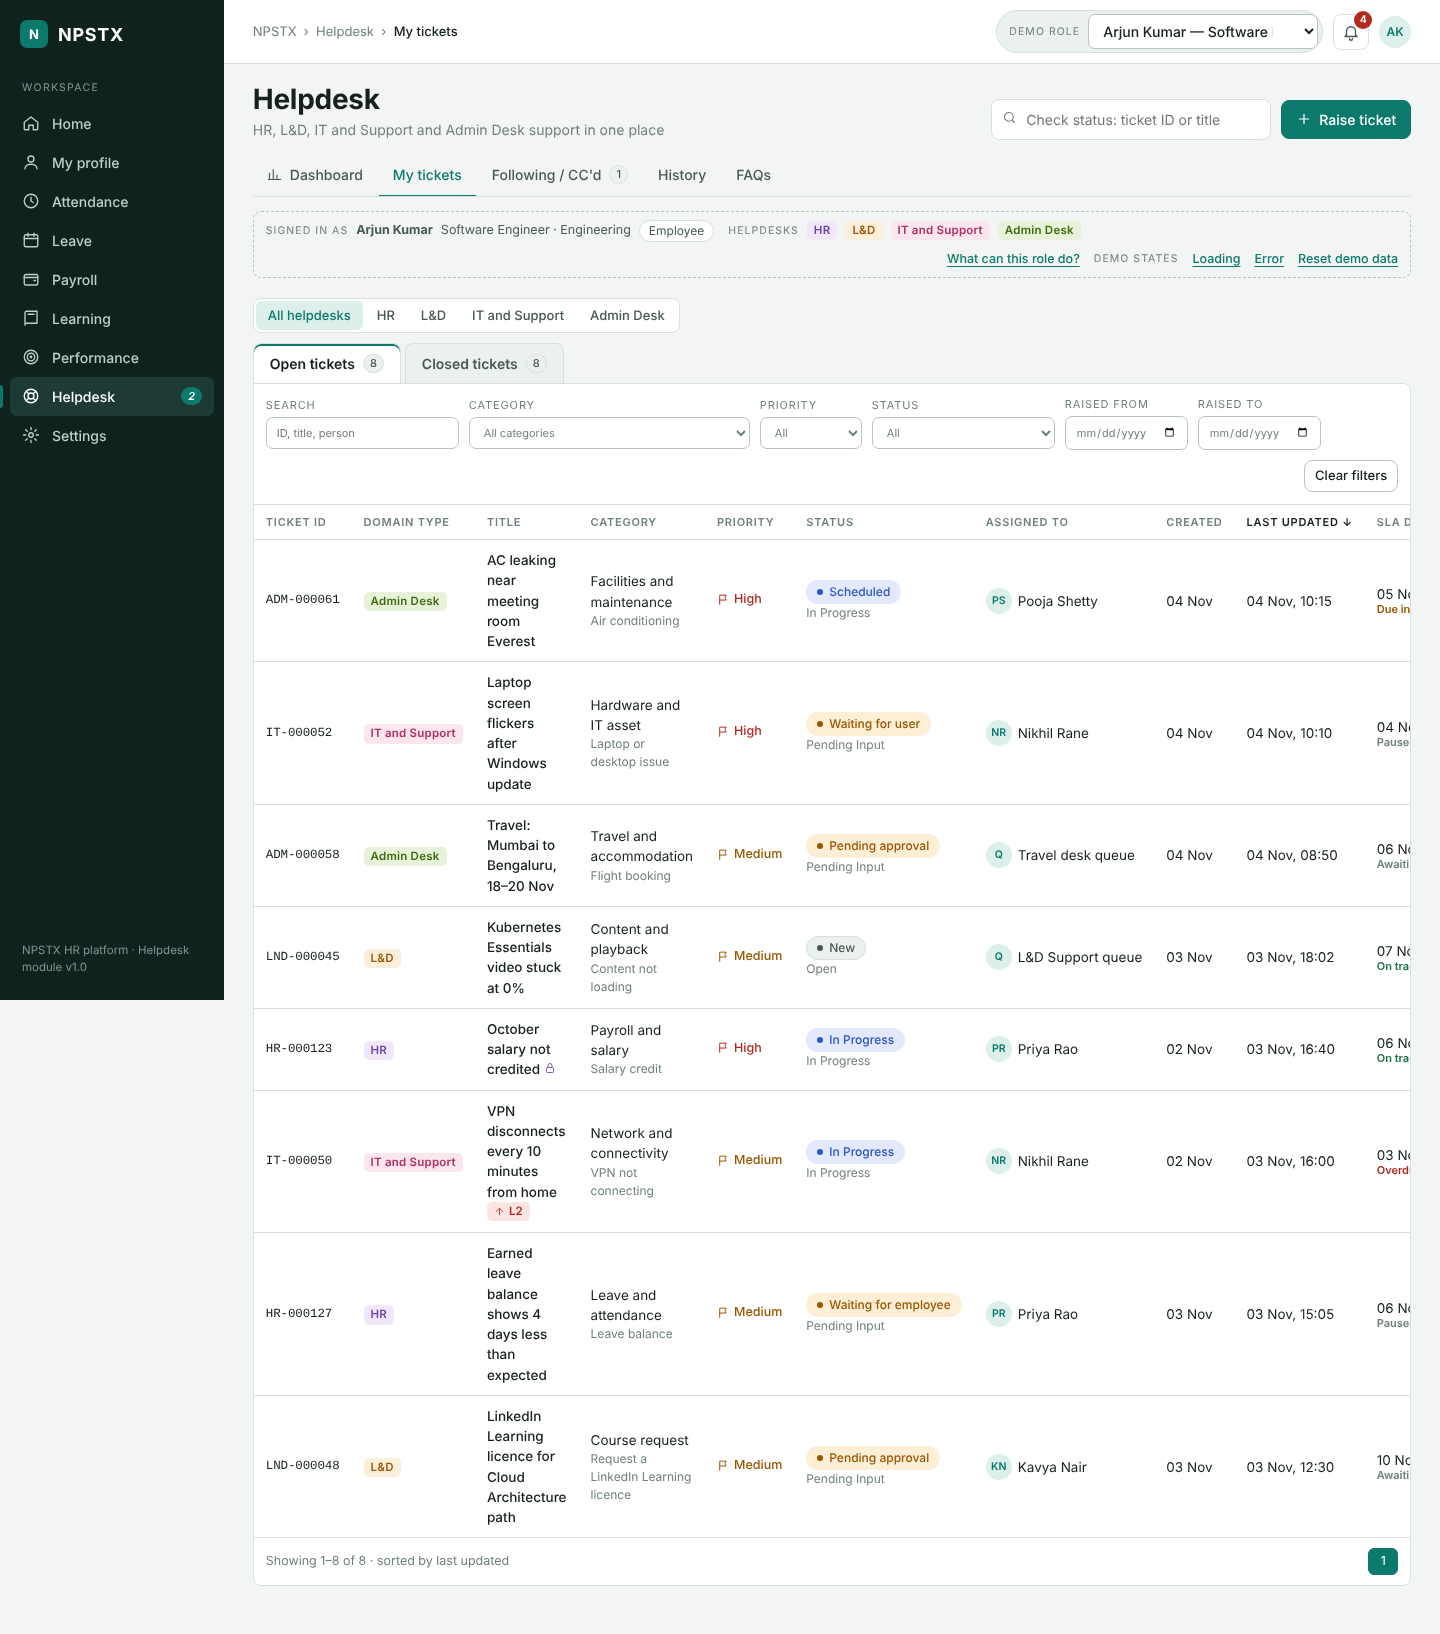 N NPSTX
WORKSPACE
Home
My profile
Attendance
Leave
Payroll
Learning
Performance
Helpdesk 2
Settings
NPSTX HR platform · Helpdesk
module v1.0
NPSTX › Helpdesk › My tickets
DEMO ROLE Arjun Kumar — Software
4
AK
Helpdesk
HR, L&D, IT and Support and Admin Desk support in one place
Check status: ticket ID or title
+ Raise ticket
Dashboard My tickets Following / CC'd 1 History FAQs
SIGNED IN AS Arjun Kumar Software Engineer · Engineering Employee HELPDESKS HR L&D IT and Support Admin Desk
What can this role do? DEMO STATES Loading Error Reset demo data
All helpdesks HR L&D IT and Support Admin Desk
Open tickets 8 Closed tickets 8
SEARCH CATEGORY PRIORITY STATUS RAISED FROM RAISED TO
ID, title, person All categories All All mm/dd/yyyy mm/dd/yyyy
Clear filters
TICKET ID DOMAIN TYPE TITLE CATEGORY PRIORITY STATUS ASSIGNED TO CREATED LAST UPDATED ↓ SLA
ADM-000061
Admin Desk
AC leaking
near
meeting
room
Everest
Facilities and
maintenance
Air conditioning
High
Scheduled
In Progress
PS Pooja Shetty
04 Nov
04 Nov, 10:15
05
Due in
IT-000052
IT and Support
Laptop
screen
flickers
after
Windows
update
Hardware and
IT asset
Laptop or
desktop issue
High
Waiting for user
Pending Input
NR Nikhil Rane
04 Nov
04 Nov, 10:10
04
ADM-000058
Admin Desk
Travel:
Mumbai to
Bengaluru,
18–20 Nov
Travel and
accommodation
Flight booking
Medium
Pending approval
Pending Input
Q Travel desk queue
04 Nov
04 Nov, 08:50
06
LND-000045
L&D
Kubernetes
Essentials
video stuck
at 0%
Content and
playback
Content not
loading
Medium
New
Open
Q L&D Support queue
03 Nov
03 Nov, 18:02
07
On
HR-000123
HR
October
salary not
credited
Payroll and
salary
Salary credit
High
In Progress
In Progress
PR Priya Rao
02 Nov
03 Nov, 16:40
06
On
IT-000050
IT and Support
VPN
disconnects
every 10
minutes
from home
↑ L2
Network and
connectivity
VPN not
connecting
Medium
In Progress
In Progress
NR Nikhil Rane
02 Nov
03 Nov, 16:00
03
HR-000127
HR
Earned
leave
balance
shows 4
days less
than
expected
Leave and
attendance
Leave balance
Medium
Waiting for employee
Pending Input
PR Priya Rao
03 Nov
03 Nov, 15:05
06
LND-000048
L&D
LinkedIn
Learning
licence for
Cloud
Architecture
path
Course request
Request a
LinkedIn Learning
licence
Medium
Pending approval
Pending Input
KN Kavya Nair
03 Nov
03 Nov, 12:30
10
Showing 1–8 of 8 · sorted by last updated
1